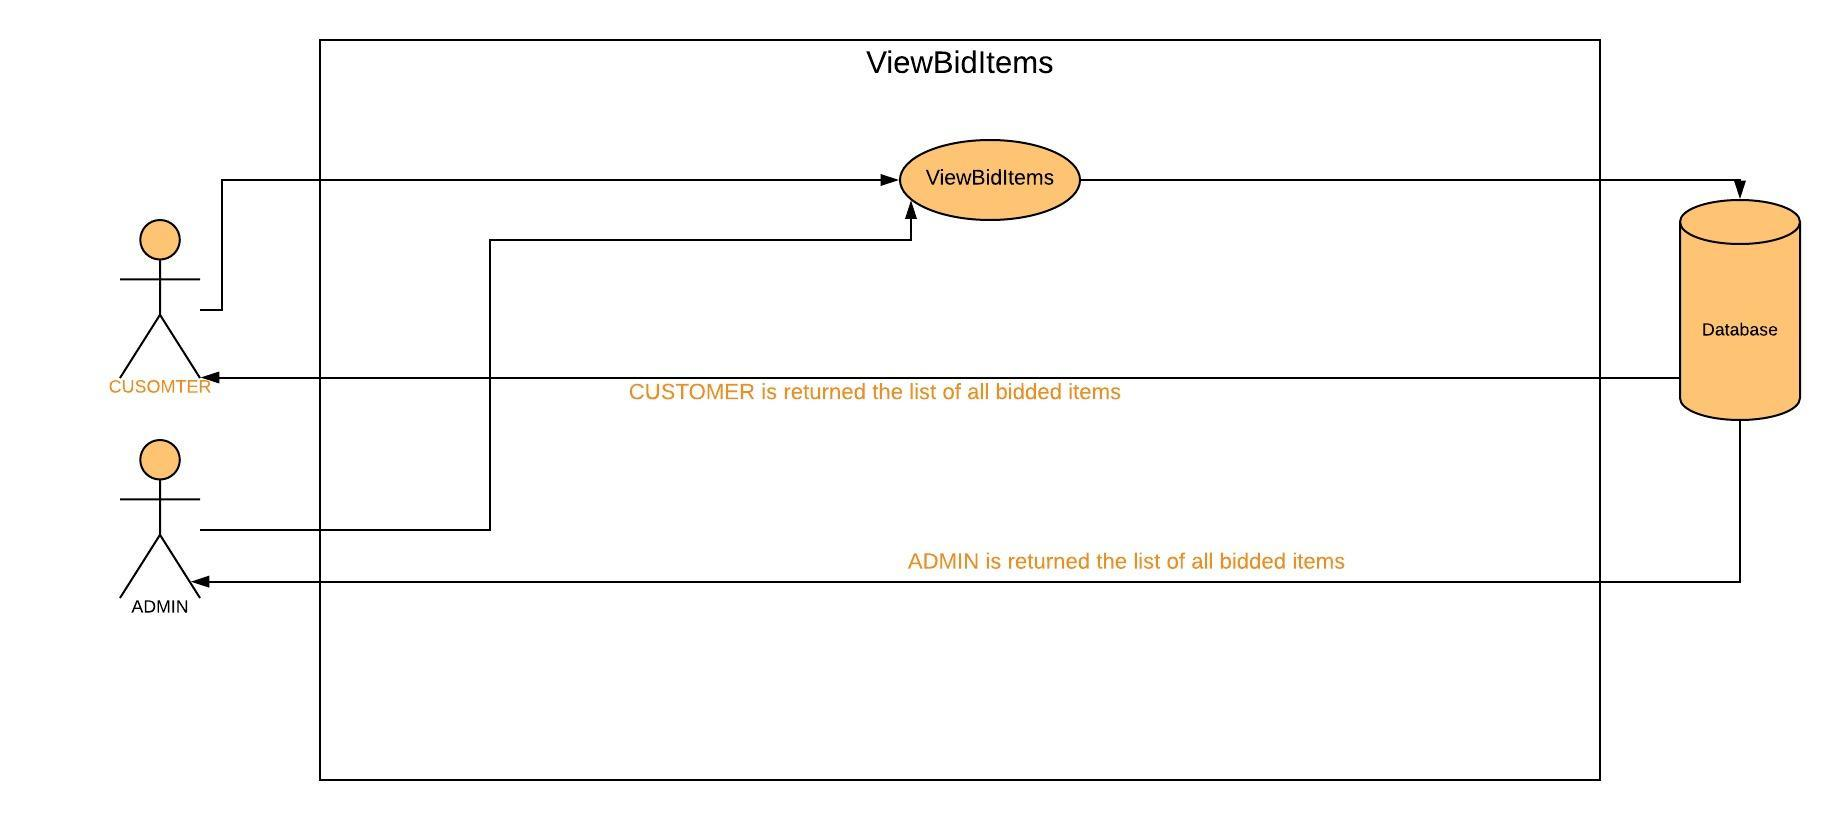 ViewBidItems
ViewBidItems
Database
CUSOMTER
CUSTOMER is returned the list of all bidded items
ADMIN is returned the list of all bidded items
ADMIN